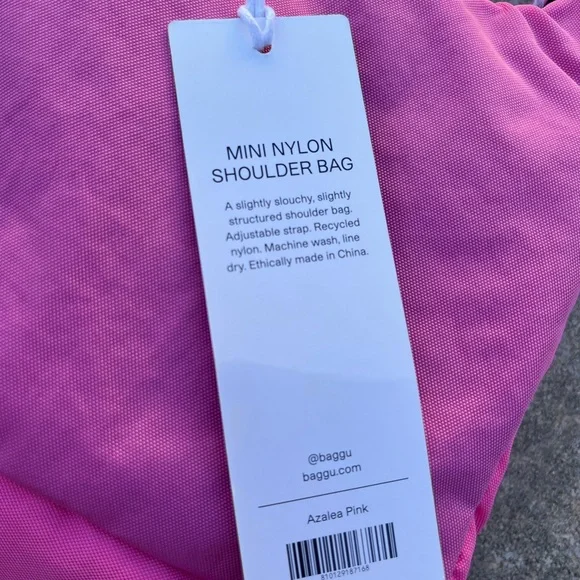 MINI NYLON
SHOULDER BAG
A slightly slouchy, slightly
structured shoulder bag.
Adjustable strap. Recycled
nylon. Machine wash, line
dry. Ethically made in China.
@baggu
baggu.com
Azalea Pink
810129187168